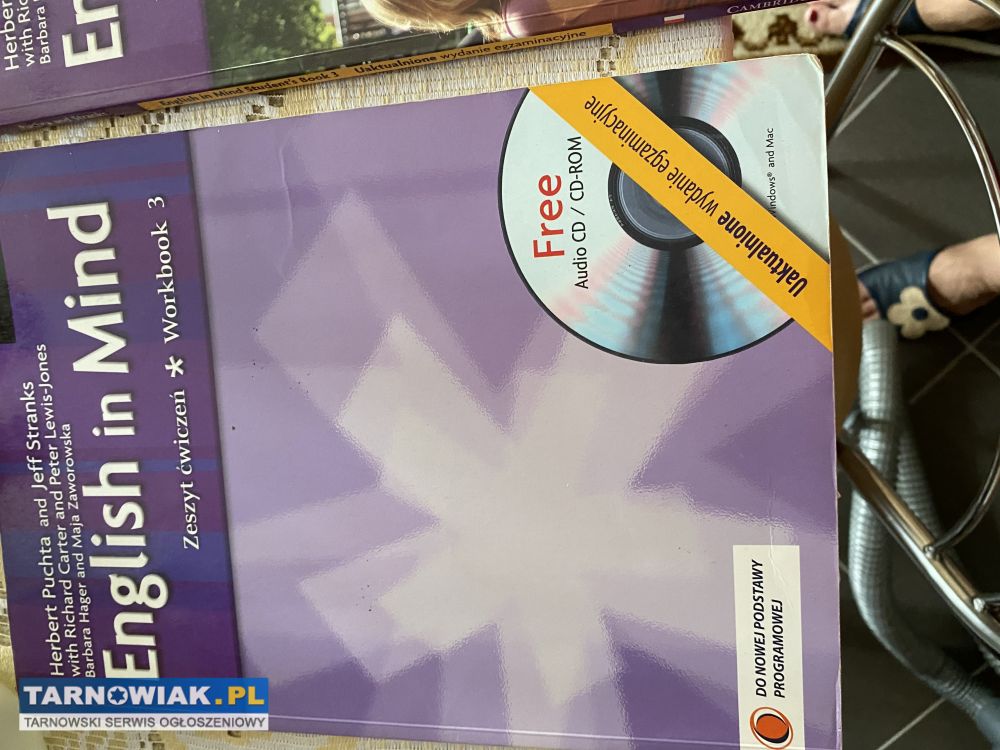 Herbert
with Ric
Barbara
En
English in Mind Student's Book 3 Uaktualnione wydanie egzaminacyjne
CAMBRIDGE
Herbert Puchta and Jeff Stranks
with Richard Carter and Peter Lewis-Jones
Barbara Hager and Maja Zaworowska
English in Mind
Zeszyt ćwiczeń * Workbook 3
Free
Audio CD / CD-ROM
Uaktualnione wydanie egzaminacyjne
Windows® and Mac
DO NOWEJ PODSTAWY
PROGRAMOWEJ
TARNOWIAK.PL
TARNOWSKI SERWIS OGŁOSZENIOWY